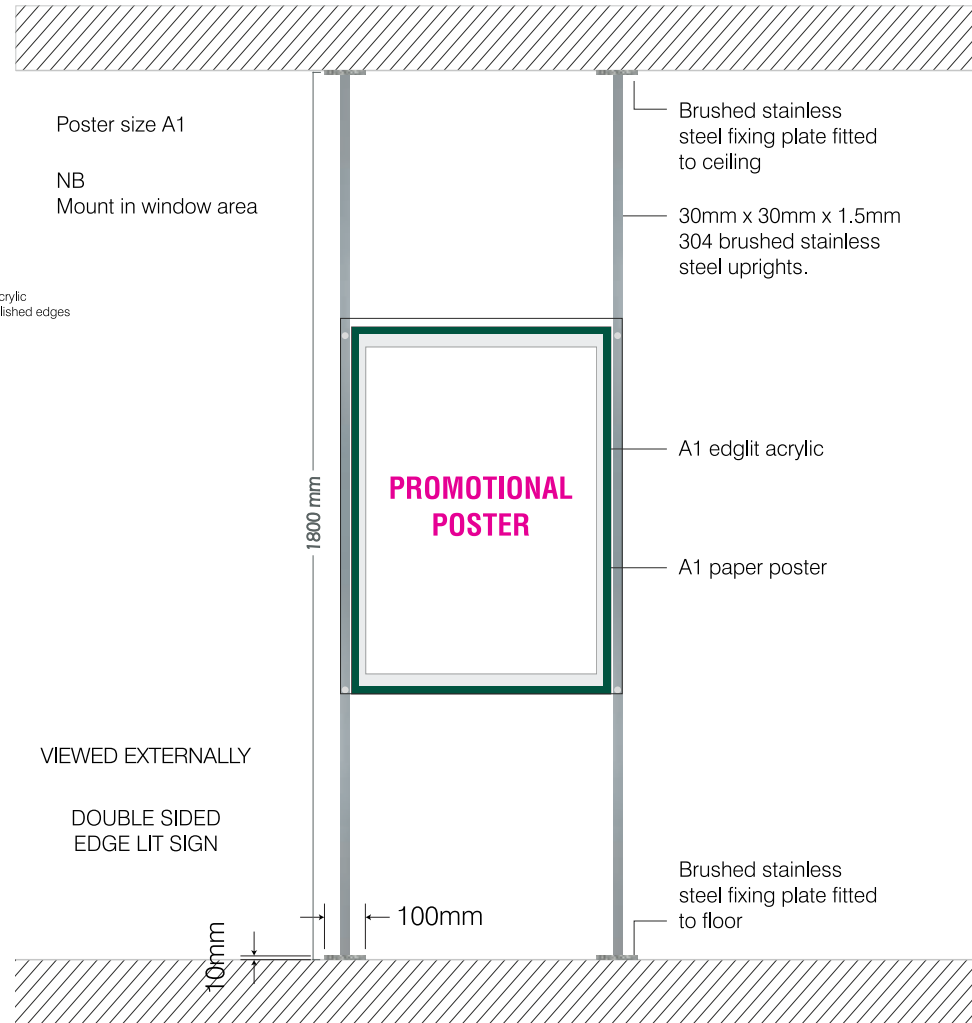 Poster size A1
NB
Mount in window area
crylic
lished edges
Brushed stainless
steel fixing plate fitted
to ceiling
30mm x 30mm x 1.5mm
304 brushed stainless
steel uprights.
1800 mm
PROMOTIONAL
POSTER
A1 edglit acrylic
A1 paper poster
VIEWED EXTERNALLY
DOUBLE SIDED
EDGE LIT SIGN
100mm
10mm
Brushed stainless
steel fixing plate fitted
to floor